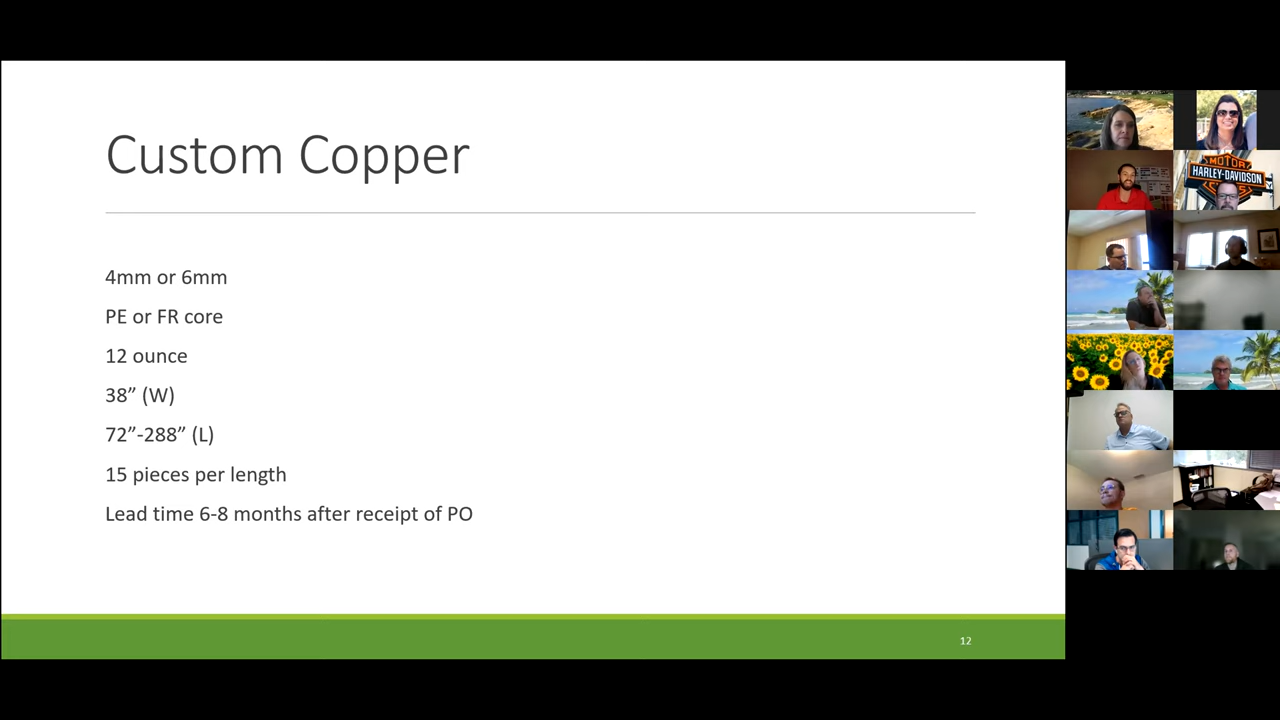 Custom Copper
4mm or 6mm
PE or FR core
12 ounce
38” (W)
72”-288” (L)
15 pieces per length
Lead time 6-8 months after receipt of PO
12
MOTOR
HARLEY-DAVIDSON